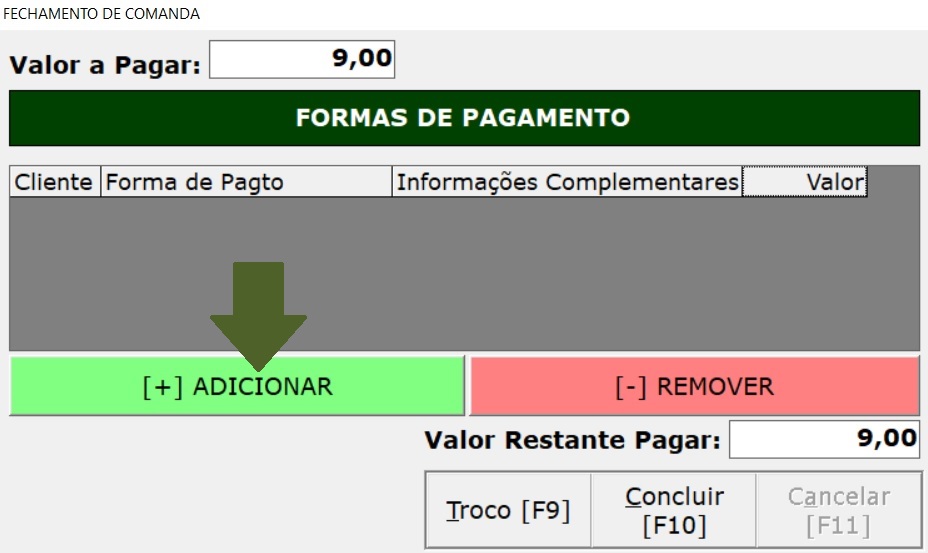 FECHAMENTO DE COMANDA
Valor a Pagar: 9,00
FORMAS DE PAGAMENTO
Cliente Forma de Pagto Informações Complementares Valor
[+] ADICIONAR [-] REMOVER
Valor Restante Pagar: 9,00
Troco [F9] Concluir [F10] Cancelar [F11]